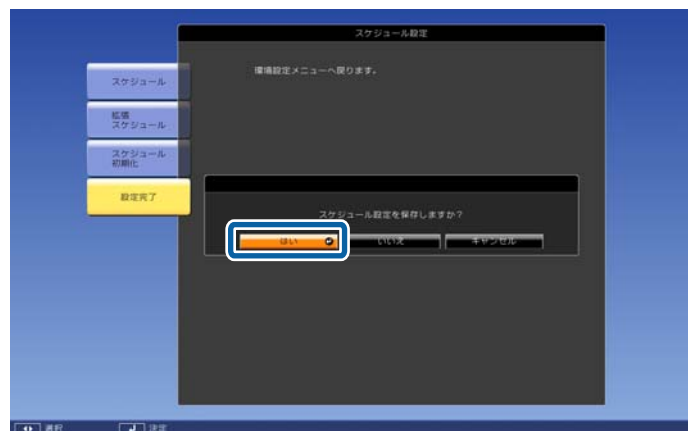 スケジュール設定
環境設定メニューへ戻ります。
スケジュール
拡張
スケジュール
スケジュール
初期化
設定完了
スケジュール設定を保存しますか？
はい いいえ キャンセル
選択 決定